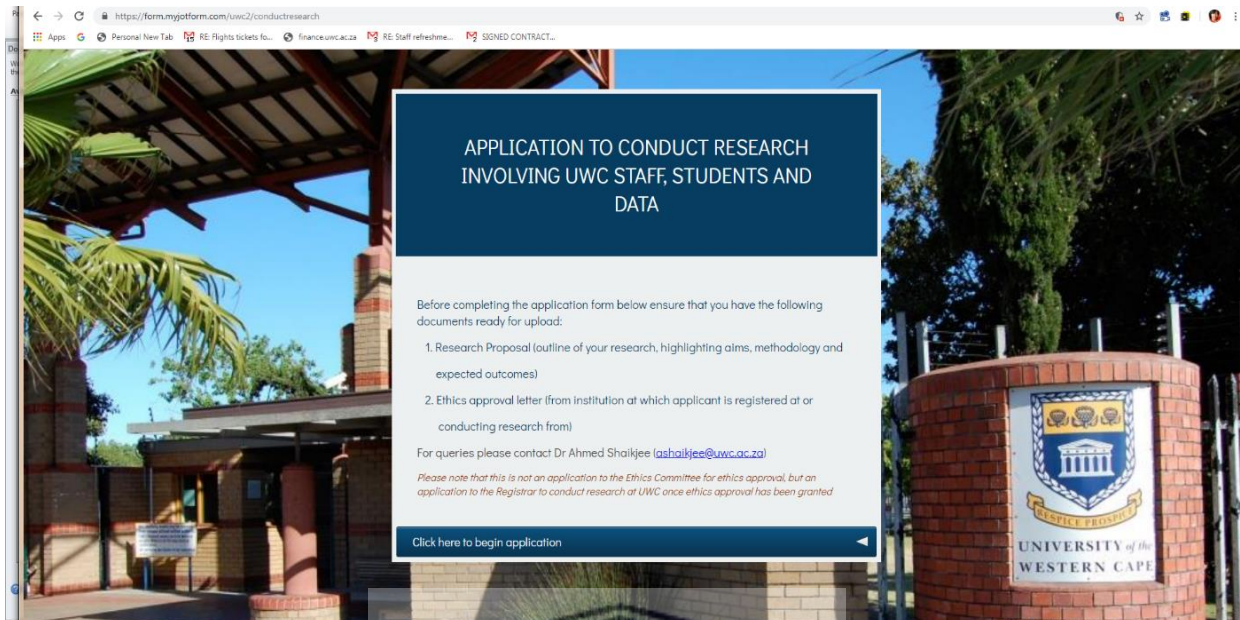 https://form.myjotform.com/uwc2/conductresearch
Apps
Personal New Tab
RE: Flights tickets fo...
finance.uwc.ac.za
RE: Staff refreshme...
SIGNED CONTRACT...
APPLICATION TO CONDUCT RESEARCH
INVOLVING UWC STAFF, STUDENTS AND
DATA
Before completing the application form below ensure that you have the following
documents ready for upload:
1. Research Proposal (outline of your research, highlighting aims, methodology and
expected outcomes)
2. Ethics approval letter (from institution at which applicant is registered at or
conducting research from)
For queries please contact Dr Ahmed Shaikjee (ashaikjee@uwc.ac.za)
Please note that this is not an application to the Ethics Committee for ethics approval, but an
application to the Registrar to conduct research at UWC once ethics approval has been granted
Click here to begin application
RESPICE PROSPICE
UNIVERSITY of the
WESTERN CAPE